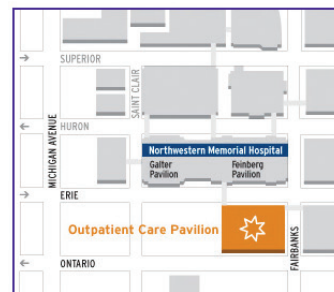 SUPERIOR
SAINT CLAIR
HURON
MICHIGAN AVENUE
Northwestern Memorial Hospital
Galter
Pavilion
Feinberg
Pavilion
ERIE
Outpatient Care Pavilion
FAIRBANKS
ONTARIO